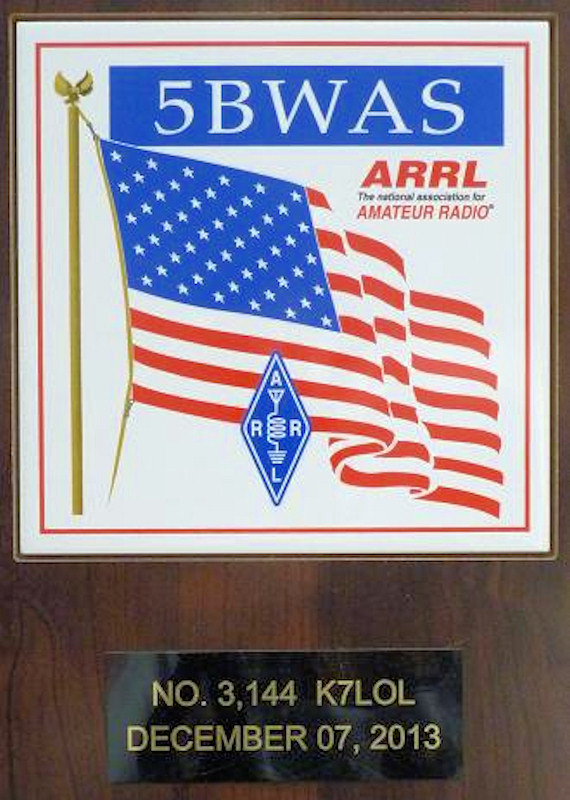 5BWAS
ARRL
The national association for
AMATEUR RADIO®
A
R R
L
NO. 3,144 K7LOL
DECEMBER 07, 2013